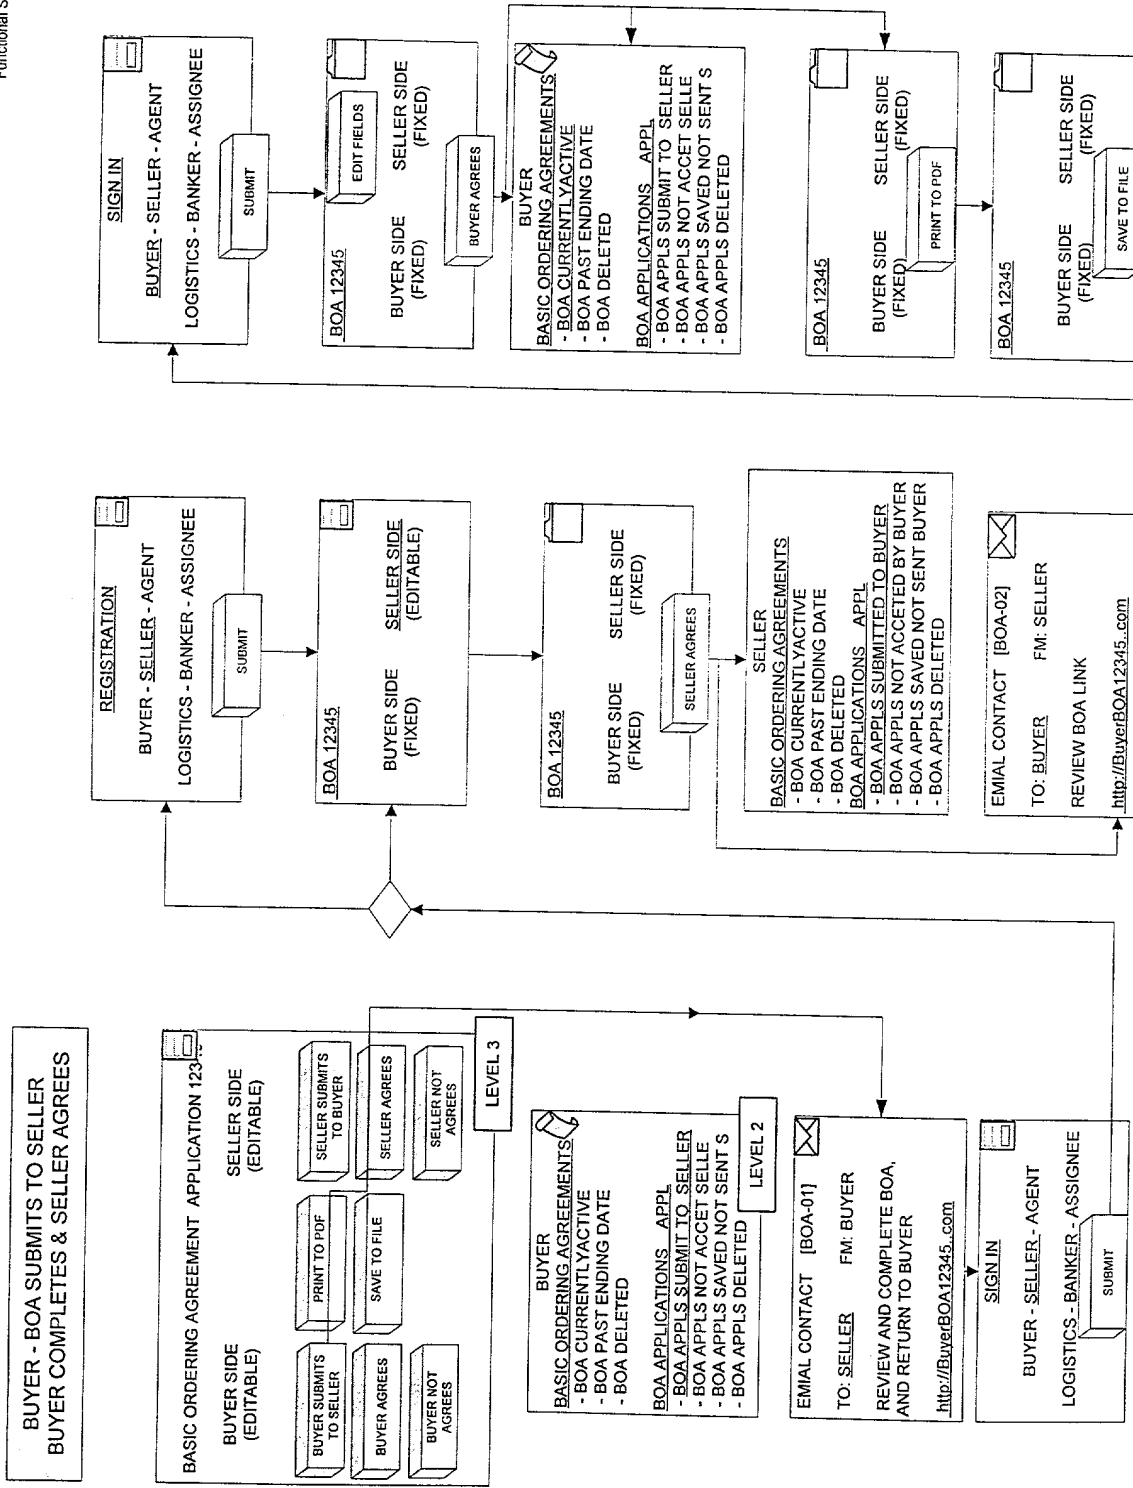 Functional S
BUYER - BOA SUBMITS TO SELLER
BUYER COMPLETES & SELLER AGREES
BASIC ORDERING AGREEMENT APPLICATION 123
BUYER SIDE
(EDITABLE)
SELLER SIDE
(EDITABLE)
BUYER SUBMITS
TO SELLER
PRINT TO PDF
SELLER SUBMITS
TO BUYER
BUYER AGREES
SAVE TO FILE
SELLER AGREES
BUYER NOT
AGREES
SELLER NOT
AGREES
LEVEL 3
BUYER
BASIC ORDERING AGREEMENTS
- BOA CURRENTLYACTIVE
- BOA PAST ENDING DATE
- BOA DELETED
BOA APPLICATIONS APPL
- BOA APPLS SUBMIT TO SELLER
- BOA APPLS NOT ACCET SELLE
- BOA APPLS SAVED NOT SENT S
- BOA APPLS DELETED
LEVEL 2
EMIAL CONTACT [BOA-01]
TO: SELLER FM: BUYER
REVIEW AND COMPLETE BOA,
AND RETURN TO BUYER
http://BuyerBOA12345..com
SIGN IN
BUYER - SELLER - AGENT
LOGISTICS - BANKER - ASSIGNEE
SUBMIT
REGISTRATION
BUYER - SELLER - AGENT
LOGISTICS - BANKER - ASSIGNEE
SUBMIT
BOA 12345
BUYER SIDE
(FIXED)
SELLER SIDE
(EDITABLE)
BOA 12345
BUYER SIDE
(FIXED)
SELLER SIDE
(FIXED)
SELLER AGREES
SELLER
BASIC ORDERING AGREEMENTS
- BOA CURRENTLYACTIVE
- BOA PAST ENDING DATE
- BOA DELETED
BOA APPLICATIONS APPL
- BOA APPLS SUBMITTED TO BUYER
- BOA APPLS NOT ACCETED BY BUYER
- BOA APPLS SAVED NOT SENT BUYER
- BOA APPLS DELETED
EMIAL CONTACT [BOA-02]
TO: BUYER FM: SELLER
REVIEW BOA LINK
http://BuyerBOA12345..com
SIGN IN
BUYER - SELLER - AGENT
LOGISTICS - BANKER - ASSIGNEE
SUBMIT
BOA 12345
EDIT FIELDS
BUYER SIDE
(FIXED)
SELLER SIDE
(FIXED)
BUYER AGREES
BUYER
BASIC ORDERING AGREEMENTS
- BOA CURRENTLYACTIVE
- BOA PAST ENDING DATE
- BOA DELETED
BOA APPLICATIONS APPL
- BOA APPLS SUBMIT TO SELLER
- BOA APPLS NOT ACCET SELLE
- BOA APPLS SAVED NOT SENT S
- BOA APPLS DELETED
BOA 12345
BUYER SIDE
(FIXED)
SELLER SIDE
(FIXED)
PRINT TO PDF
BOA 12345
BUYER SIDE
(FIXED)
SELLER SIDE
(FIXED)
SAVE TO FILE